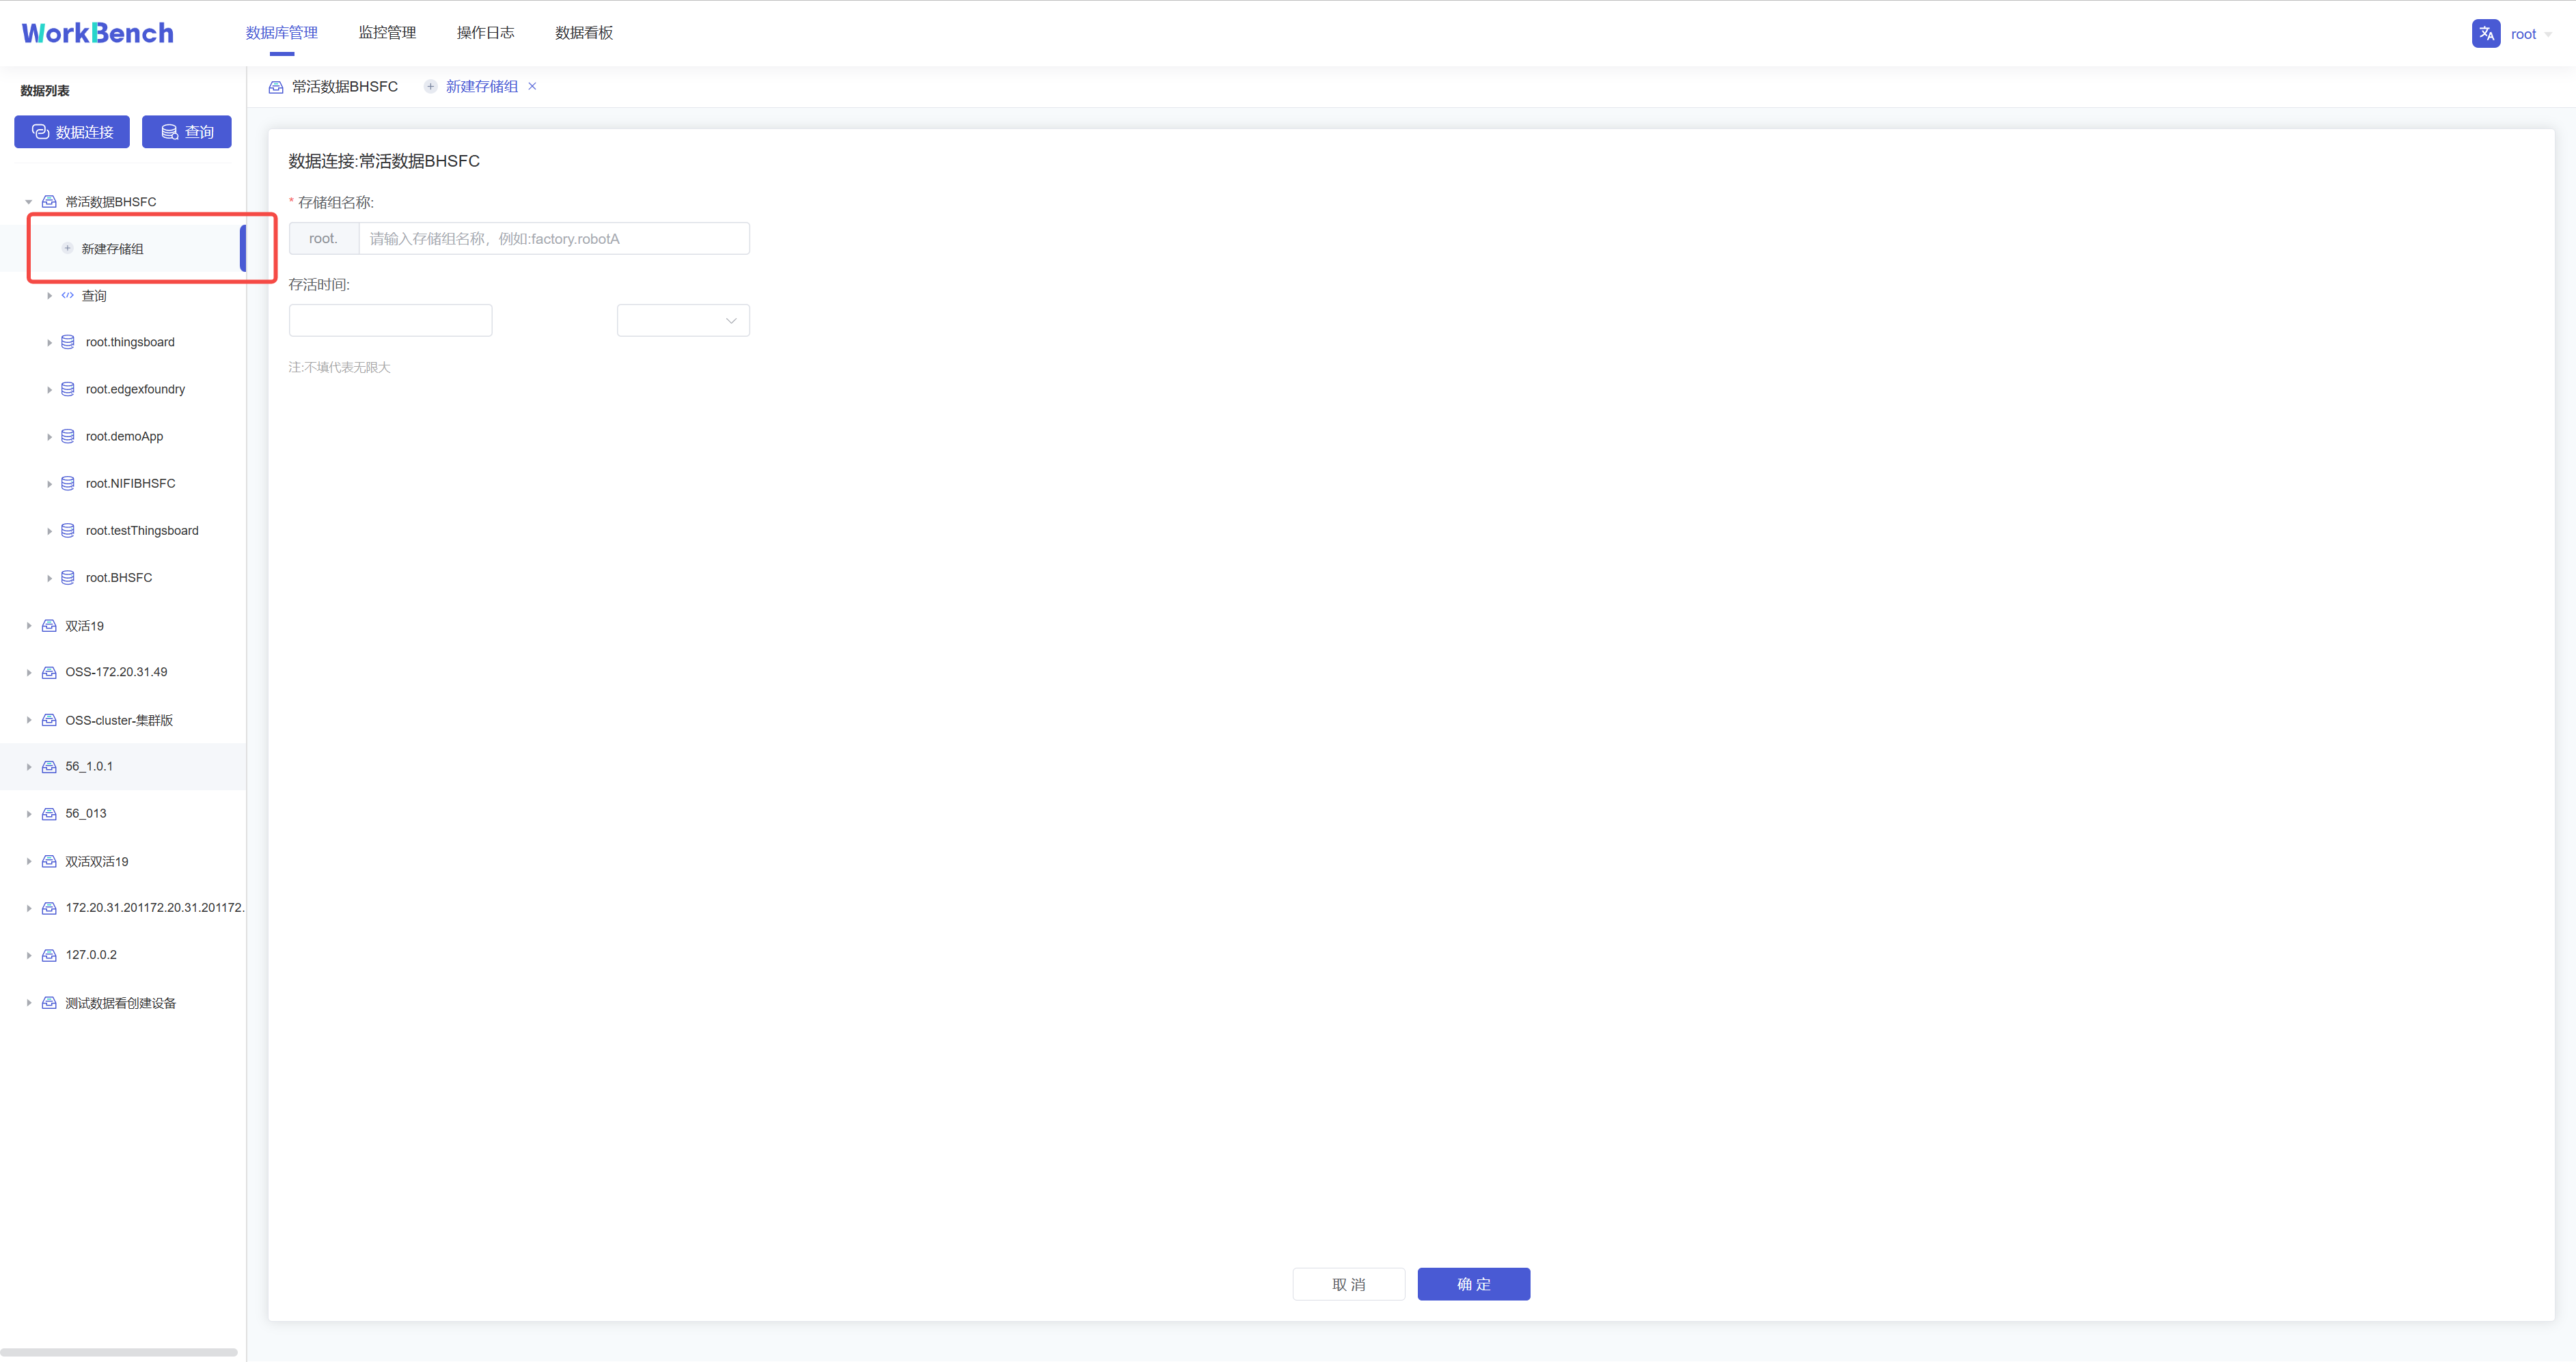 WorkBench
数据库管理
监控管理
操作日志
数据看板
root
数据列表
数据连接
查询
常活数据BHSFC
新建存储组
查询
root.thingsboard
root.edgexfoundry
root.demoApp
root.NIFIBHSFC
root.testThingsboard
root.BHSFC
双活19
OSS-172.20.31.49
OSS-cluster-集群版
56_1.0.1
56_013
双活双活19
172.20.31.201172.20.31.201172.
127.0.0.2
测试数据看创建设备
常活数据BHSFC
新建存储组
数据连接:常活数据BHSFC
* 存储组名称:
root.
请输入存储组名称，例如:factory.robotA
存活时间:
注:不填代表无限大
取 消
确 定